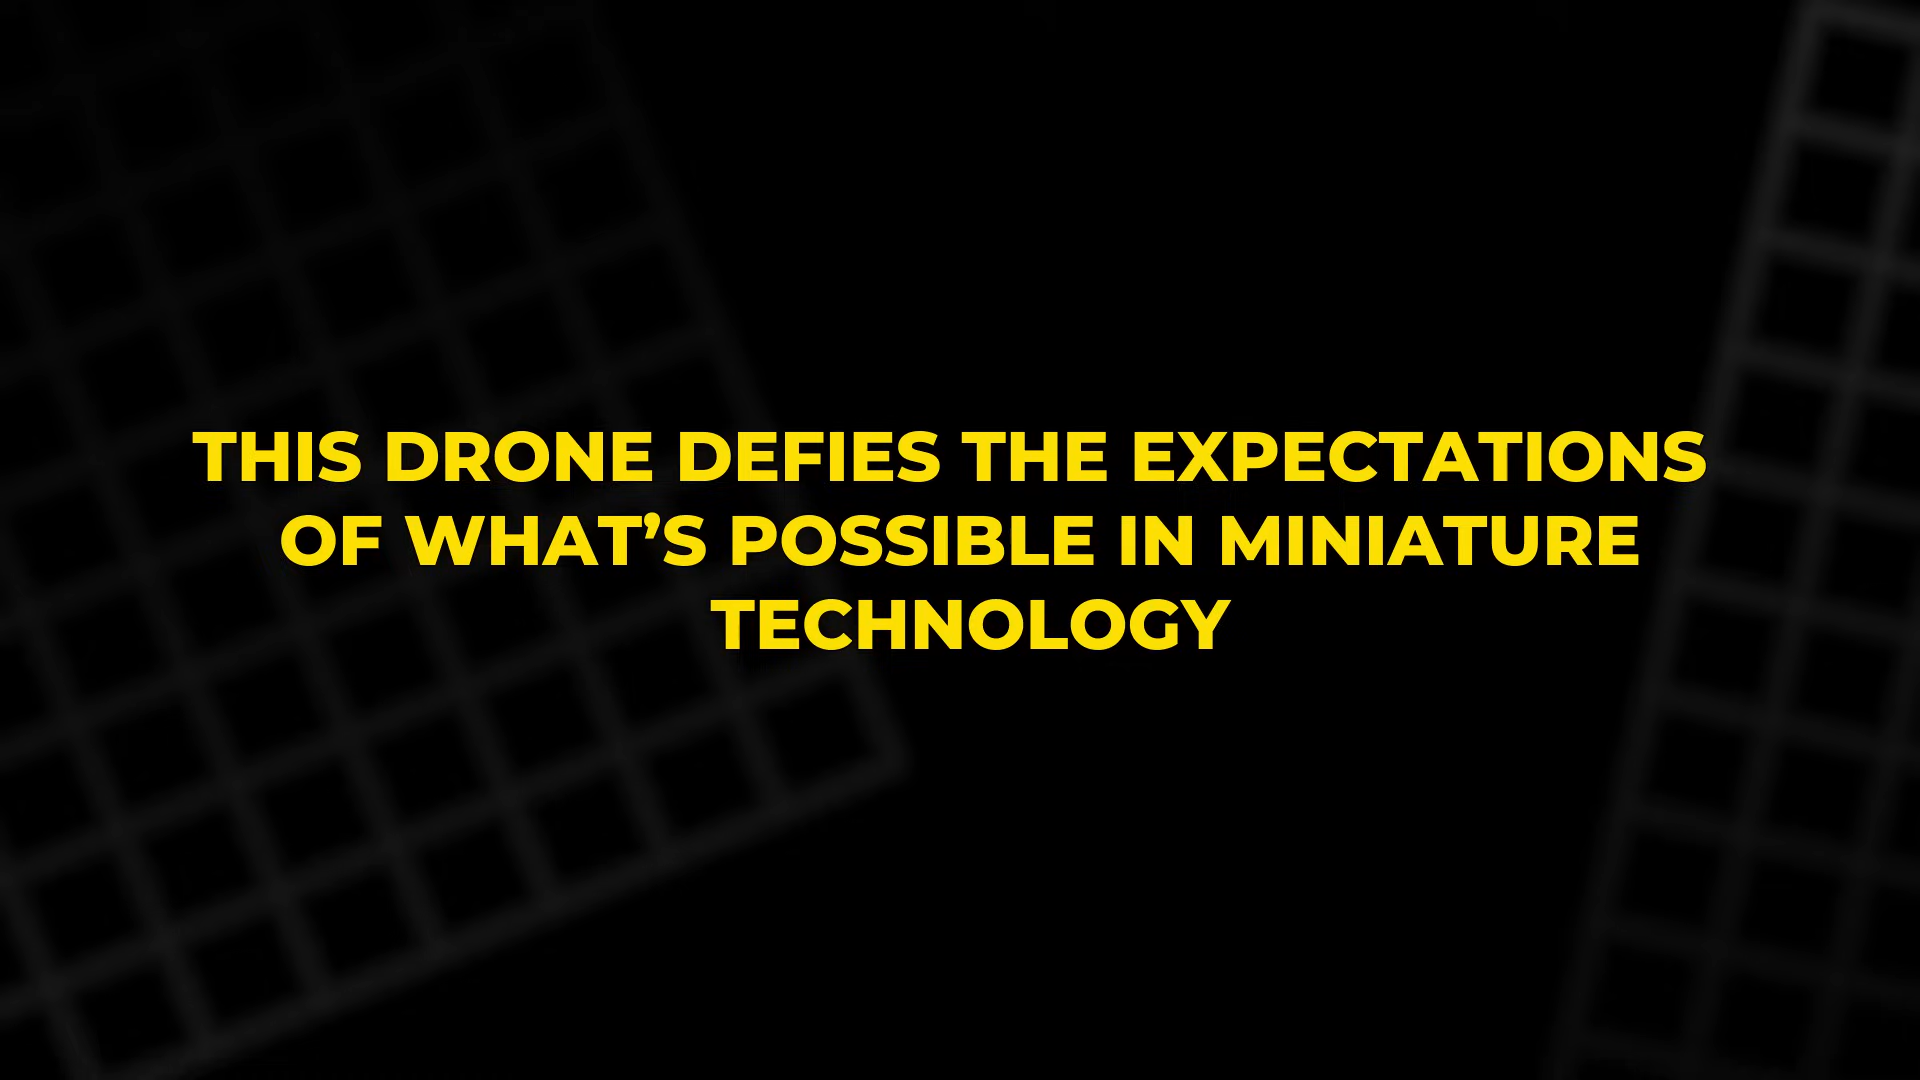 THIS DRONE DEFIES THE EXPECTATIONS
OF WHAT’S POSSIBLE IN MINIATURE
TECHNOLOGY